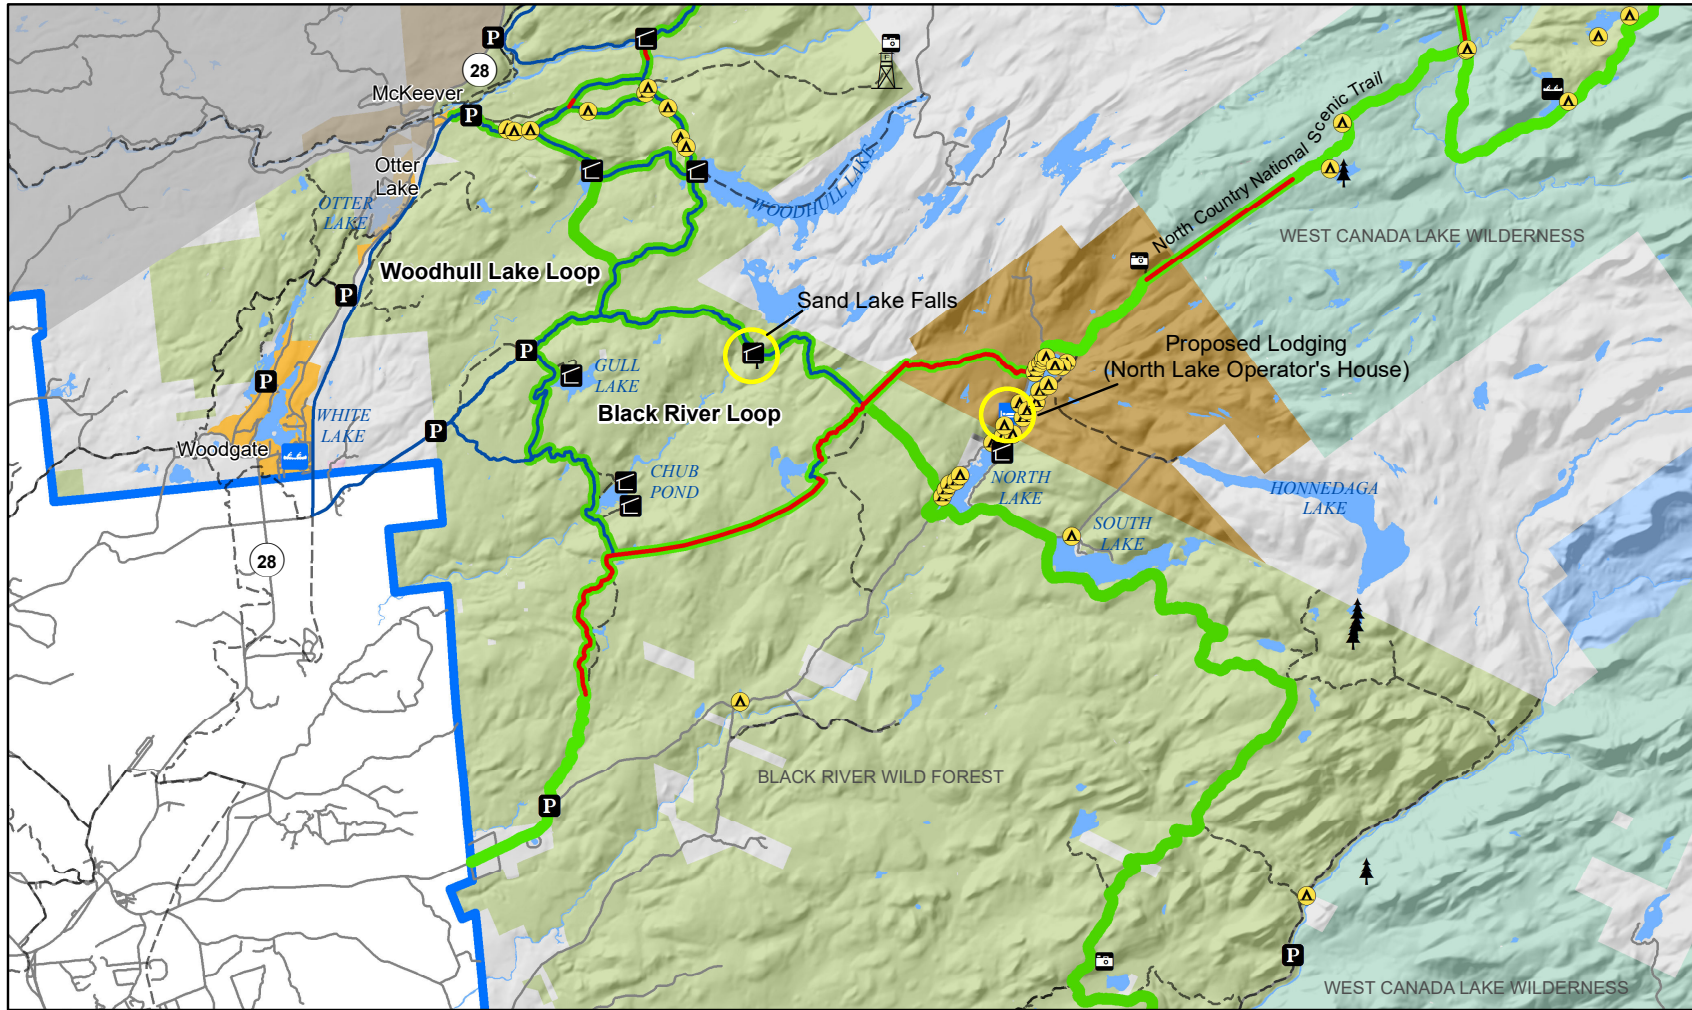 P
28
McKeever
P
Otter
Lake
OTTER
LAKE
WOODHULL LAKE
North Country National Scenic Trail
WEST CANADA LAKE WILDERNESS
Woodhull Lake Loop
P
Sand Lake Falls
P
GULL
LAKE
Proposed Lodging
(North Lake Operator's House)
P
Black River Loop
WHITE
LAKE
P
Woodgate
CHUB
POND
NORTH
LAKE
HONNEDAGA
LAKE
SOUTH
LAKE
28
BLACK RIVER WILD FOREST
P
P
WEST CANADA LAKE WILDERNESS